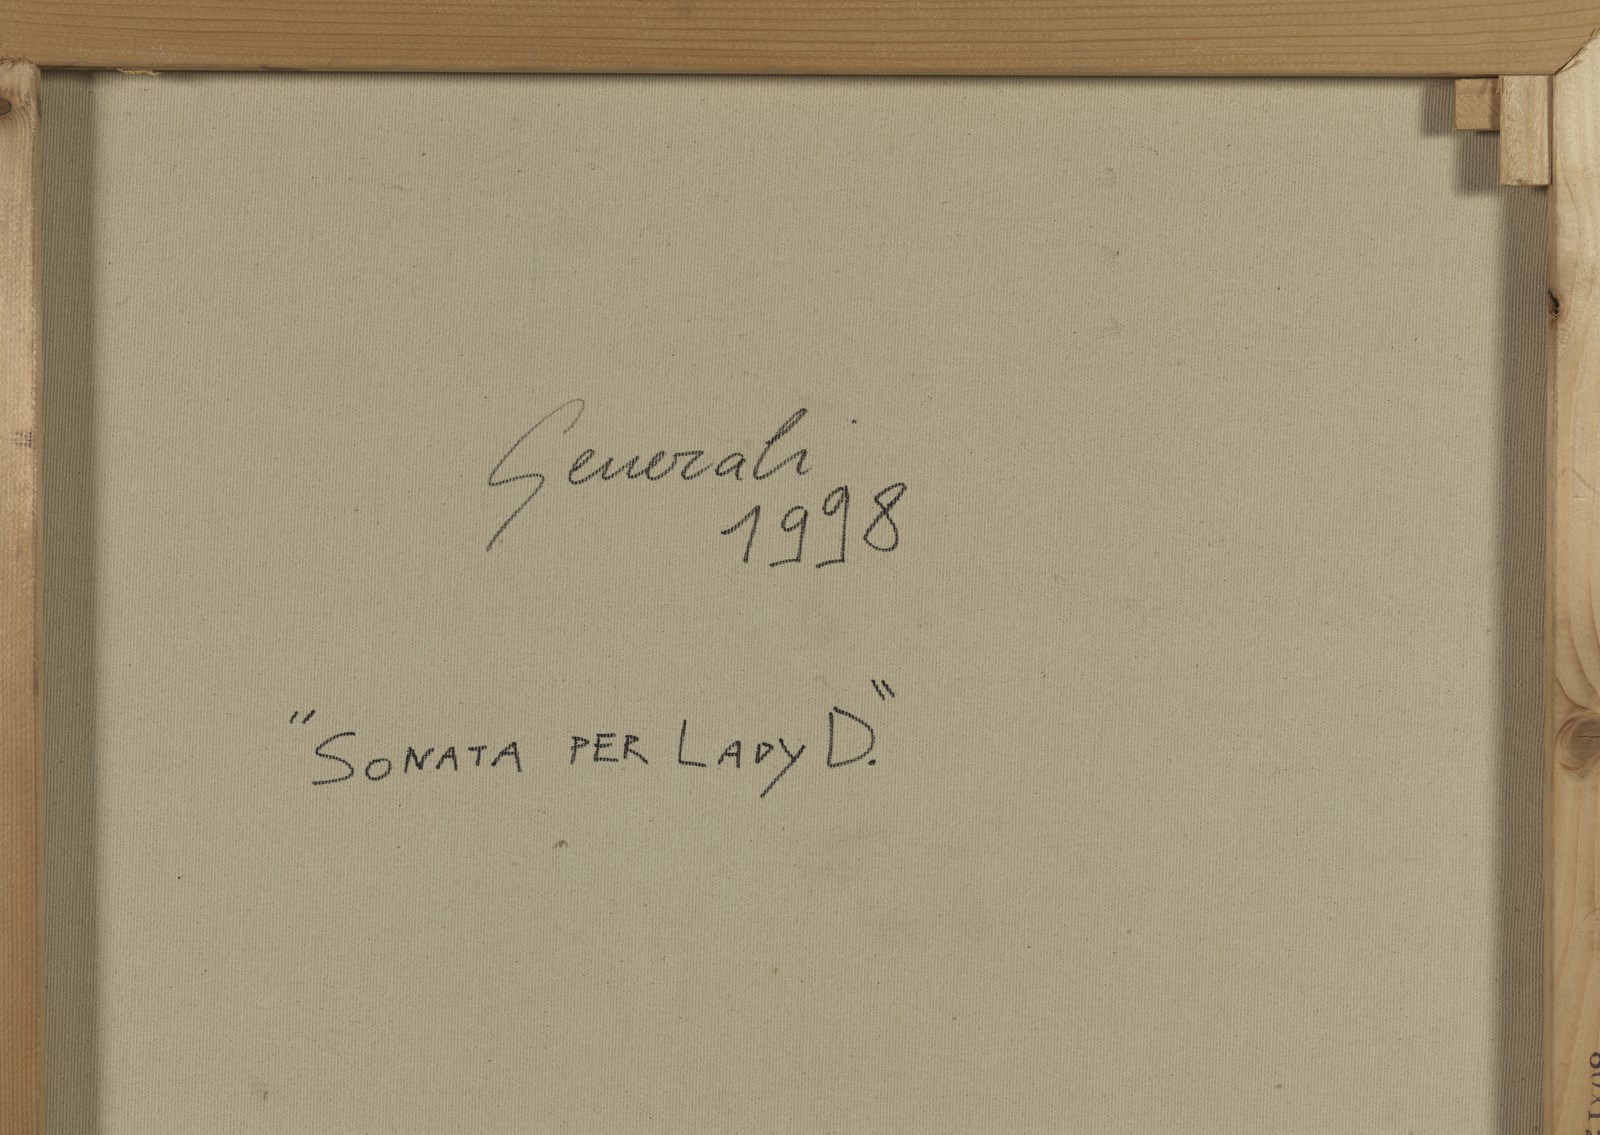 Generali
1998
"SONATA PER LADY D."